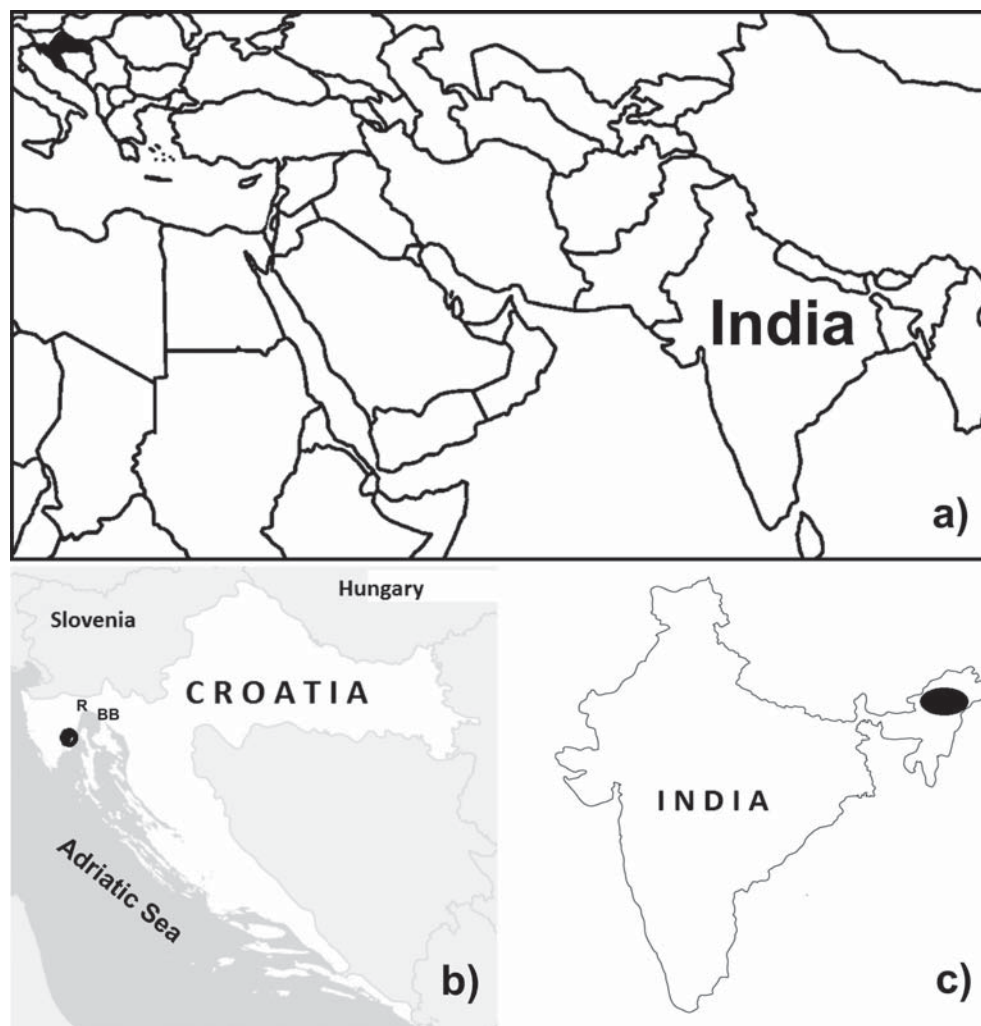 India
a)
Hungary
Slovenia
CROATIA
R
BB
Adriatic Sea
b)
INDIA
c)